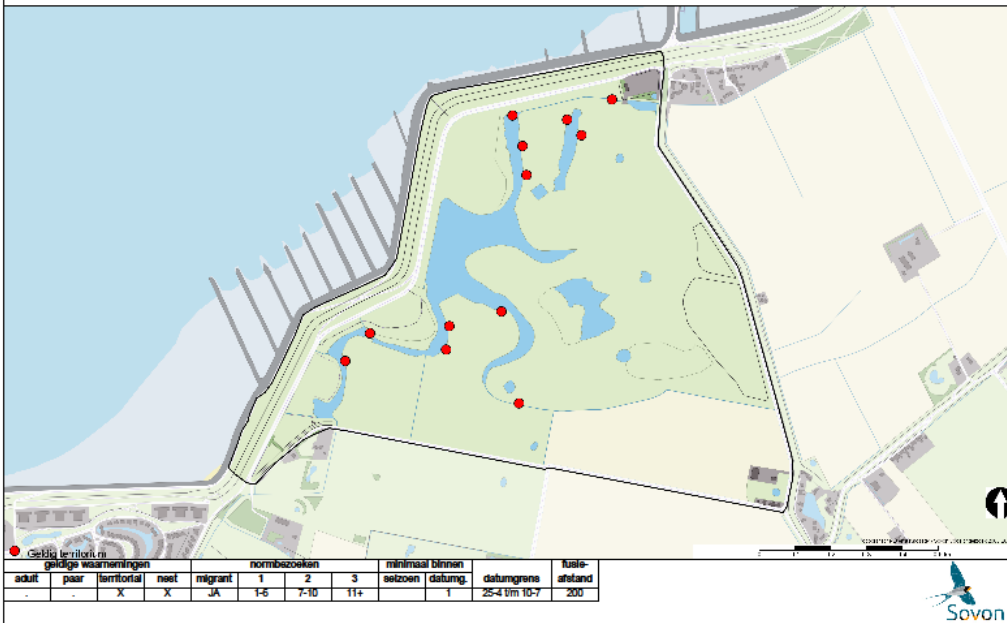 Geldig territorium
geldige waarnemingen normbezoeken minimaal binnen fusie-
adult paar territorial nest migrant 1 2 3 seizoen datumg. datumgrens afstand
. . X X JA 1-6 7-10 11+ 1 25-4 t/m 10-7 200
Sovon